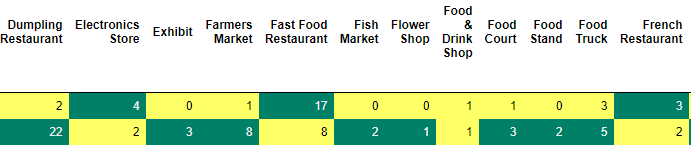 Dumpling Restaurant	Electronics Store	Exhibit	Farmers Market	Fast Food Restaurant	Fish Market	Flower Shop	Food & Drink Shop	Food Court	Food Stand	Food Truck	French Restaurant
2	4	0	1	17	0	0	1	1	0	3	3
22	2	3	8	8	2	1	1	3	2	5	2